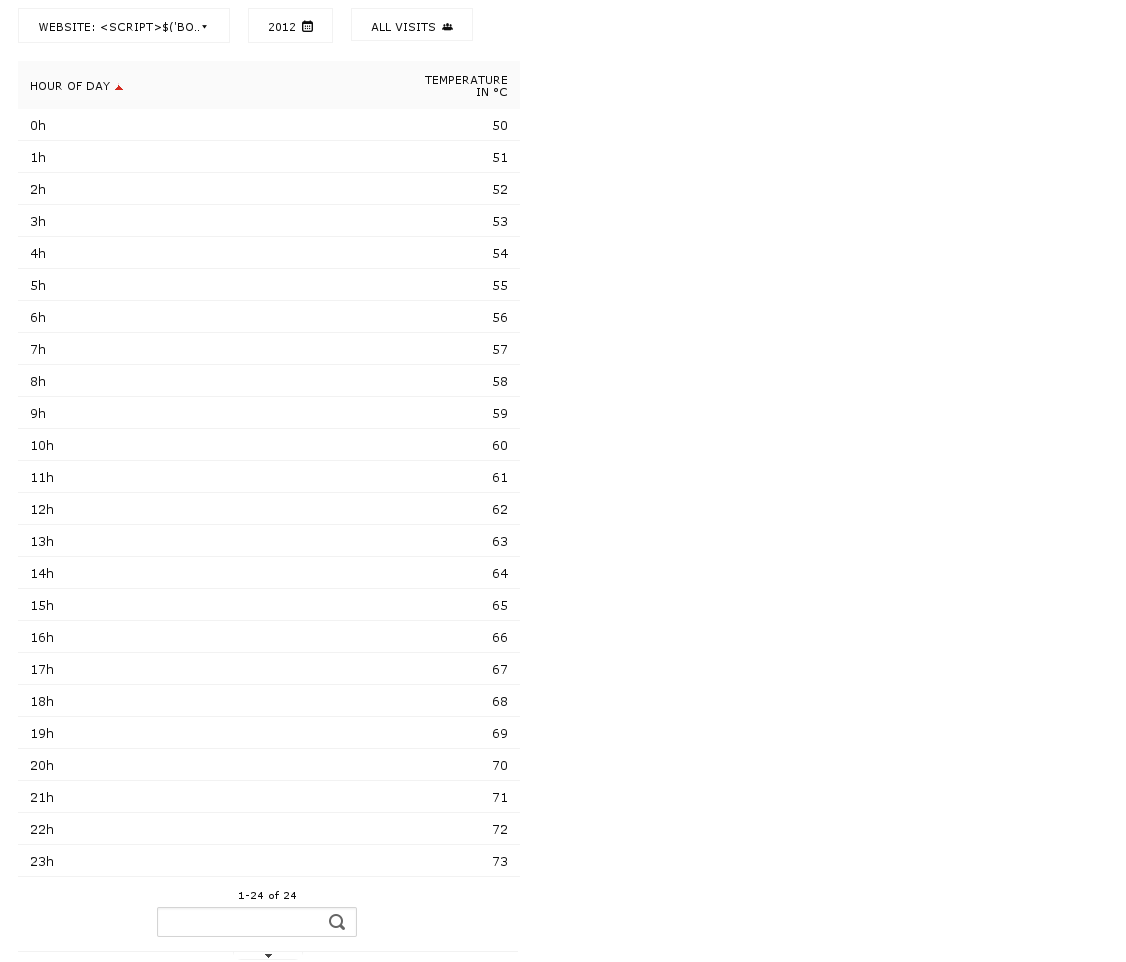 WEBSITE: <SCRIPT>$('BO.. 2012 ALL VISITS
HOUR OF DAY TEMPERATURE IN °C
0h 50
1h 51
2h 52
3h 53
4h 54
5h 55
6h 56
7h 57
8h 58
9h 59
10h 60
11h 61
12h 62
13h 63
14h 64
15h 65
16h 66
17h 67
18h 68
19h 69
20h 70
21h 71
22h 72
23h 73
1-24 of 24